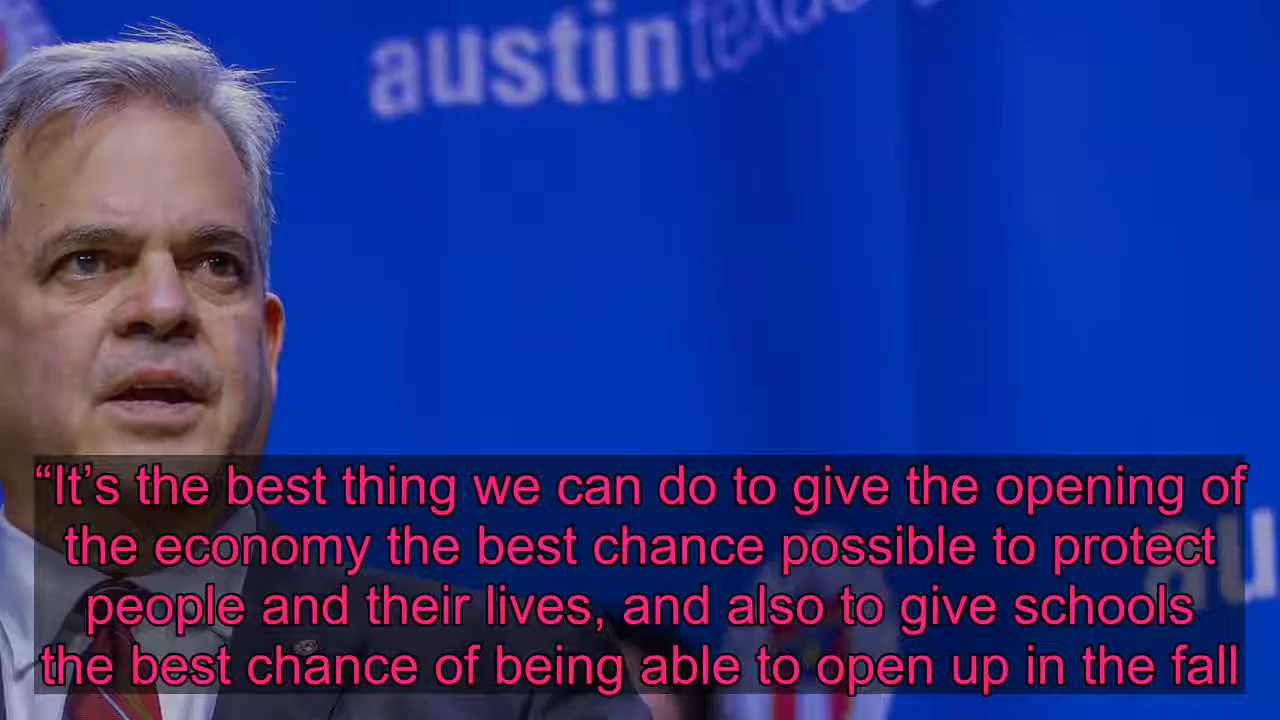 austintexas
“It’s the best thing we can do to give the opening of
the economy the best chance possible to protect
people and their lives, and also to give schools
the best chance of being able to open up in the fall